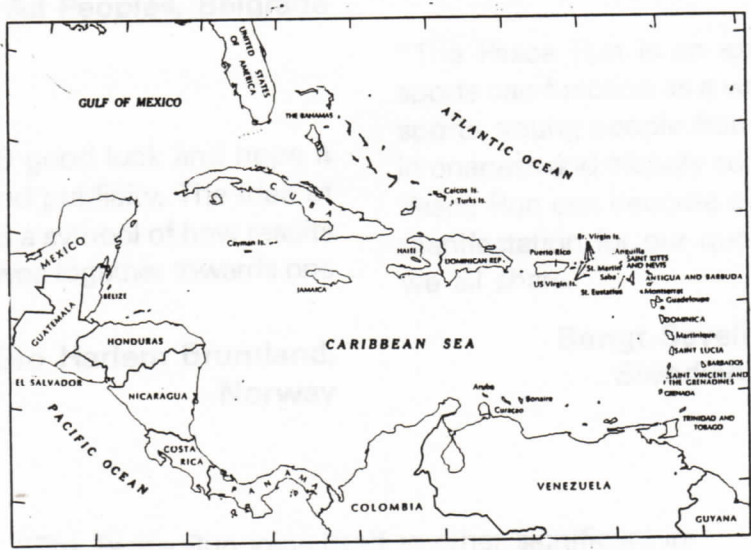 UNITED STATES
OF AMERICA
GULF OF MEXICO
THE BAHAMAS
ATLANTIC OCEAN
Caicos Is.
Turks Is.
Cayman Is.
HAITI
DOMINICAN REP.
JAMAICA
Puerto Rico
Br. Virgin Is.
US Virgin Is.
St. Martin
Saba
St. Eustatius
Anguilla
SAINT KITTS
AND NEVIS
ANTIGUA AND BARBUDA
Montserrat
Guadeloupe
DOMINICA
Martinique
SAINT LUCIA
BARBADOS
SAINT VINCENT AND
THE GRENADINES
GRENADA
TRINIDAD AND
TOBAGO
MEXICO
BELIZE
GUATEMALA
HONDURAS
EL SALVADOR
NICARAGUA
CARIBBEAN SEA
Aruba
Bonaire
Curacao
PACIFIC OCEAN
COSTA
RICA
PANAMA
COLOMBIA
VENEZUELA
GUYANA